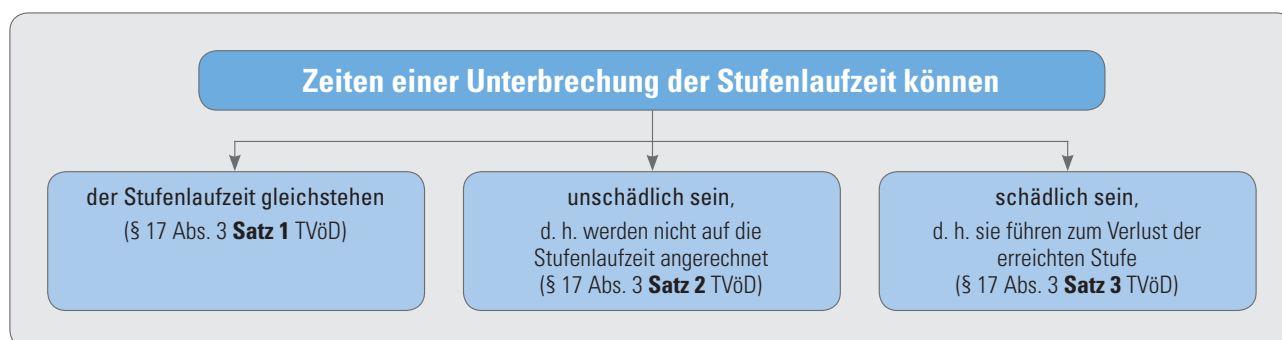 Zeiten einer Unterbrechung der Stufenlaufzeit können
der Stufenlaufzeit gleichstehen
(§ 17 Abs. 3 Satz 1 TVöD)
unschädlich sein,
d. h. werden nicht auf die
Stufenlaufzeit angerechnet
(§ 17 Abs. 3 Satz 2 TVöD)
schädlich sein,
d. h. sie führen zum Verlust der
erreichten Stufe
(§ 17 Abs. 3 Satz 3 TVöD)